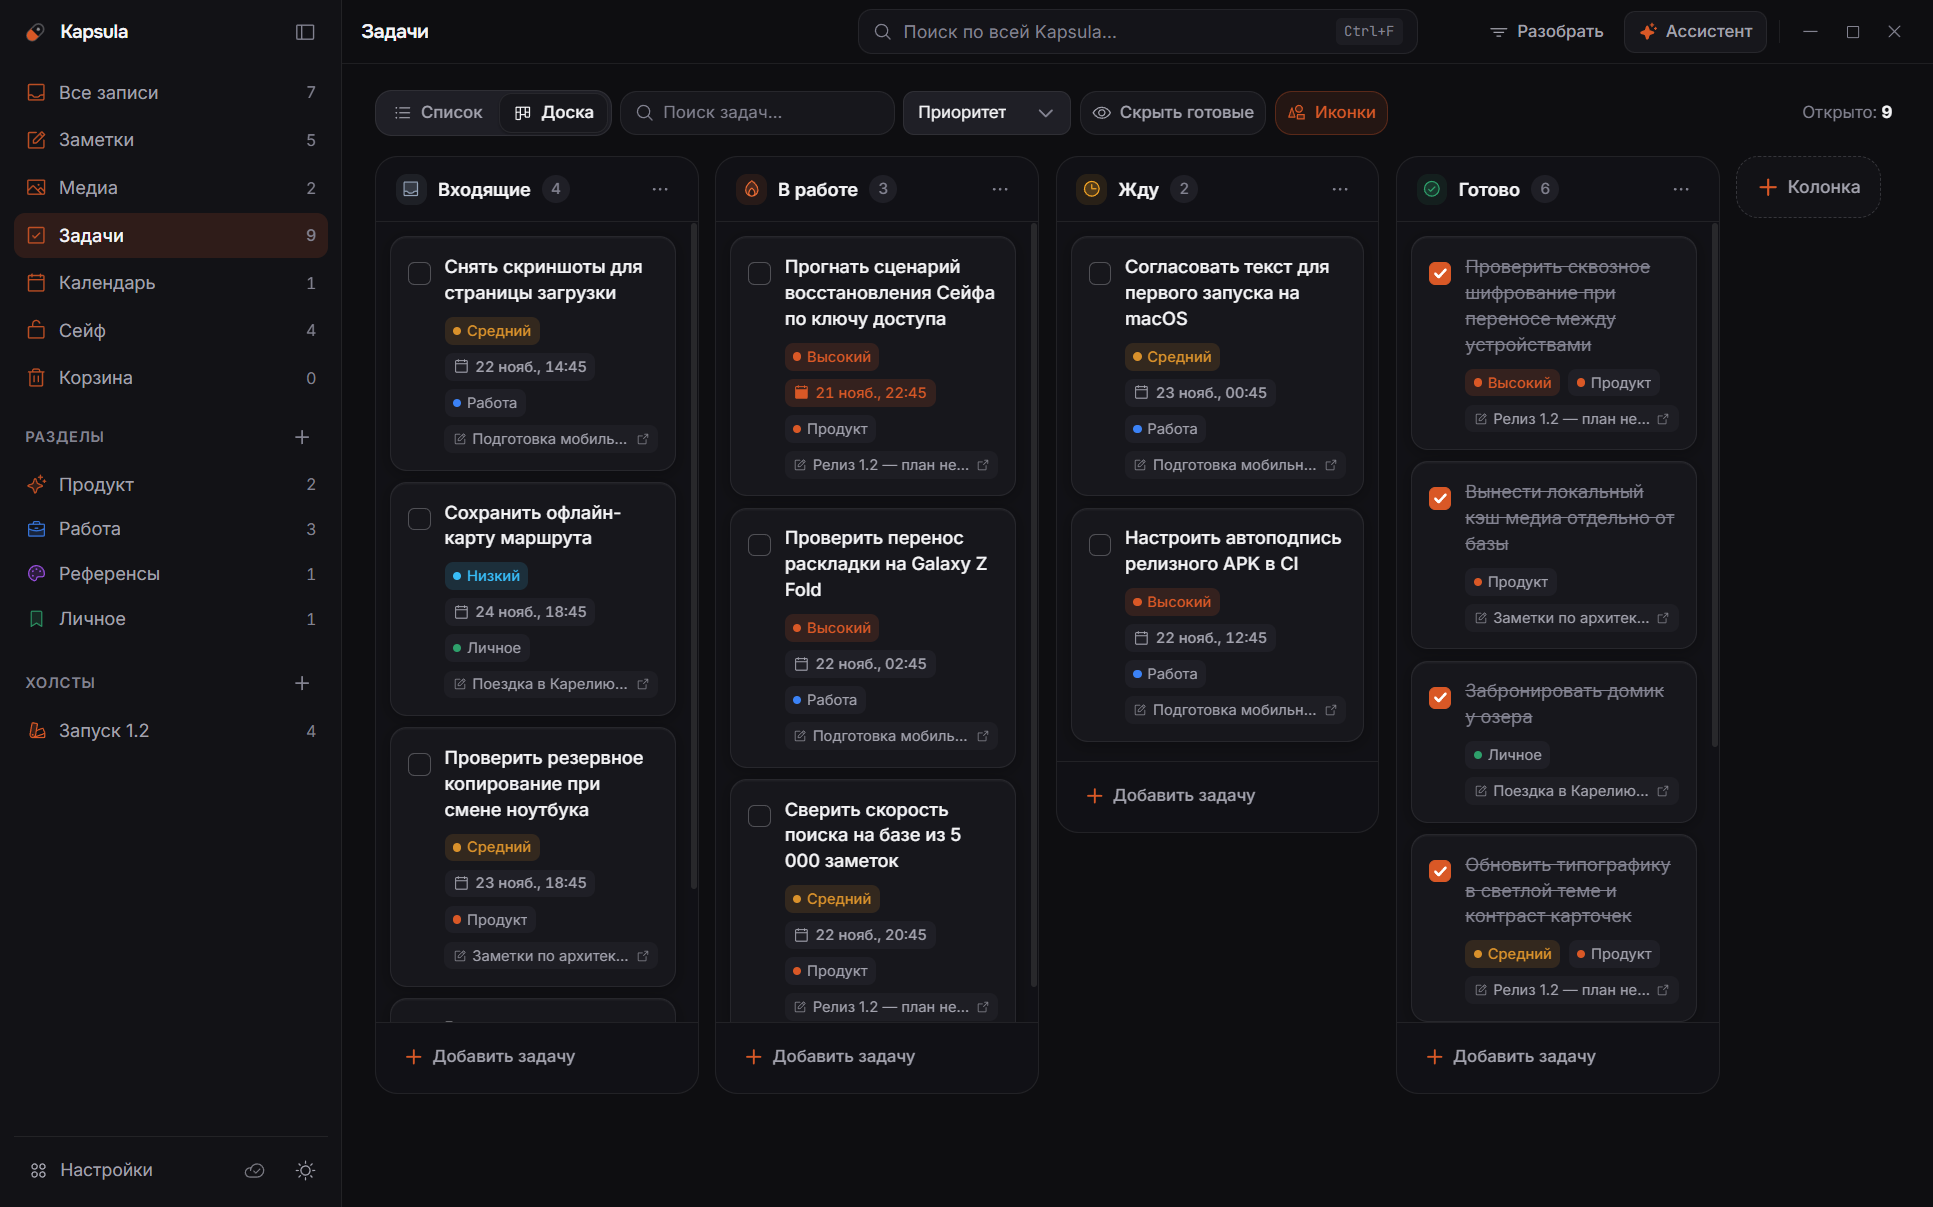 Kapsula
Все записи 7
Заметки 5
Медиа 2
Задачи 9
Календарь 1
Сейф 4
Корзина 0
РАЗДЕЛЫ
Продукт 2
Работа 3
Референсы 1
Личное 1
ХОЛСТЫ
Запуск 1.2 4
Настройки
Задачи
Поиск по всей Kapsula... Ctrl+F
Разобрать
Ассистент
Список
Доска
Поиск задач...
Приоритет
Скрыть готовые
Иконки
Открыто: 9
Входящие 4
Снять скриншоты для
страницы загрузки
Средний
22 нояб., 14:45
Работа
Подготовка мобиль...
Сохранить офлайн-
карту маршрута
Низкий
24 нояб., 18:45
Личное
Поездка в Карелию...
Проверить резервное
копирование при
смене ноутбука
Средний
23 нояб., 18:45
Продукт
Заметки по архитек...
Добавить задачу
В работе 3
Прогнать сценарий
восстановления Сейфа
по ключу доступа
Высокий
21 нояб., 22:45
Продукт
Релиз 1.2 — план не...
Проверить перенос
раскладки на Galaxy Z
Fold
Высокий
22 нояб., 02:45
Работа
Подготовка мобиль...
Сверить скорость
поиска на базе из 5
000 заметок
Средний
22 нояб., 20:45
Продукт
Релиз 1.2 — план не...
Добавить задачу
Жду 2
Согласовать текст для
первого запуска на
macOS
Средний
23 нояб., 00:45
Работа
Подготовка мобильн...
Настроить автоподпись
релизного APK в CI
Высокий
22 нояб., 12:45
Работа
Подготовка мобильн...
Добавить задачу
Готово 6
Проверить сквозное
шифрование при
переносе между
устройствами
Высокий Продукт
Релиз 1.2 — план не...
Вынести локальный
кэш медиа отдельно от
базы
Продукт
Заметки по архитек...
Забронировать домик
у озера
Личное
Поездка в Карелию...
Обновить типографику
в светлой теме и
контраст карточек
Средний Продукт
Релиз 1.2 — план не...
Добавить задачу
Колонка